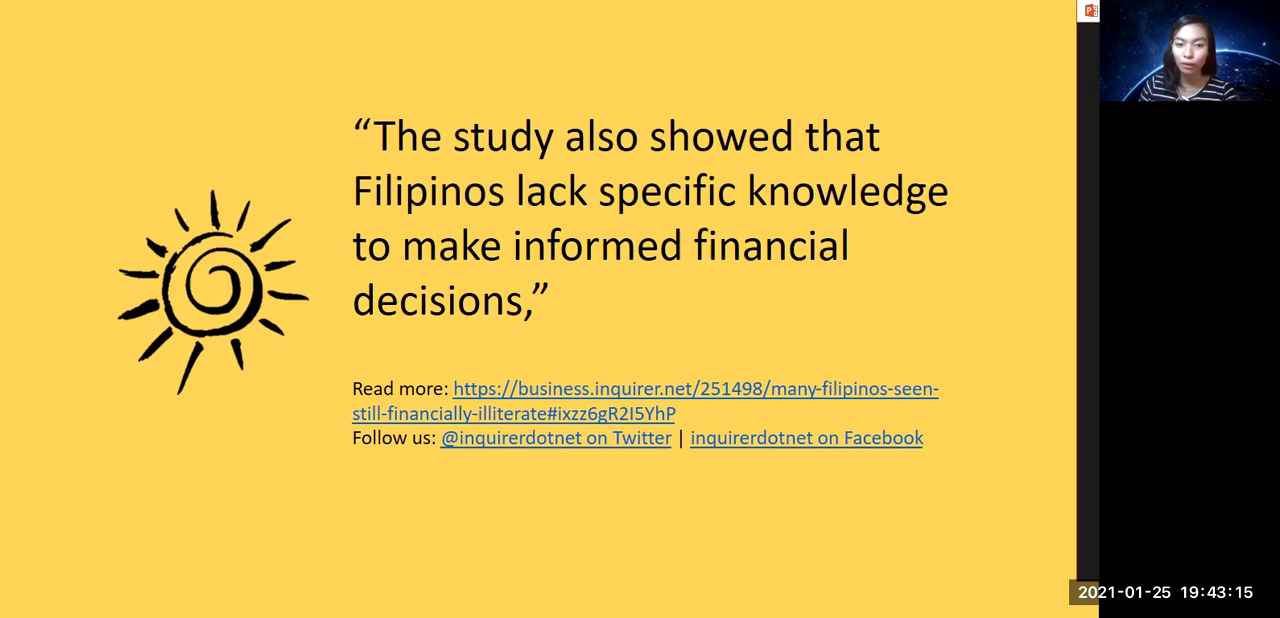 “The study also showed that
Filipinos lack specific knowledge
to make informed financial
decisions,”
Read more: https://business.inquirer.net/251498/many-filipinos-seen-
still-financially-illiterate#ixzz6gR2I5YhP
Follow us: @inquirerdotnet on Twitter | inquirerdotnet on Facebook
2021-01-25 19:43:15